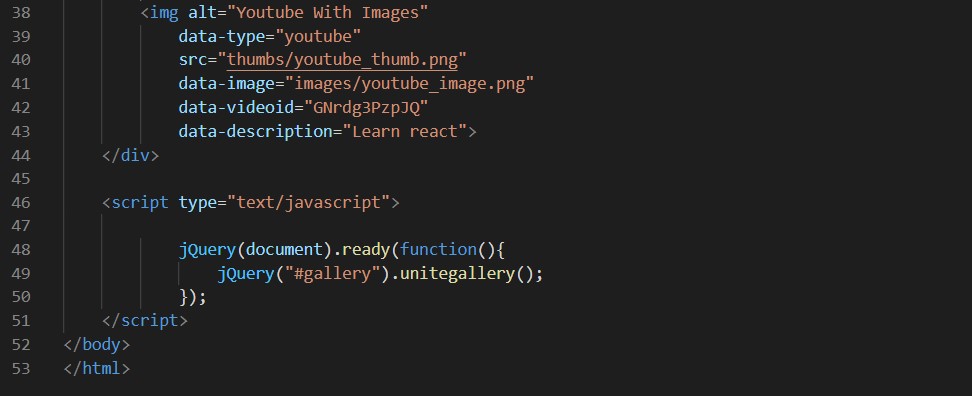 38 <img alt="Youtube With Images"
39 data-type="youtube"
40 src="thumbs/youtube_thumb.png"
41 data-image="images/youtube_image.png"
42 data-videoid="GNrdg3PzpJQ"
43 data-description="Learn react">
44 </div>
45
46 <script type="text/javascript">
47
48 jQuery(document).ready(function(){
49 jQuery("#gallery").unitegallery();
50 });
51 </script>
52 </body>
53 </html>